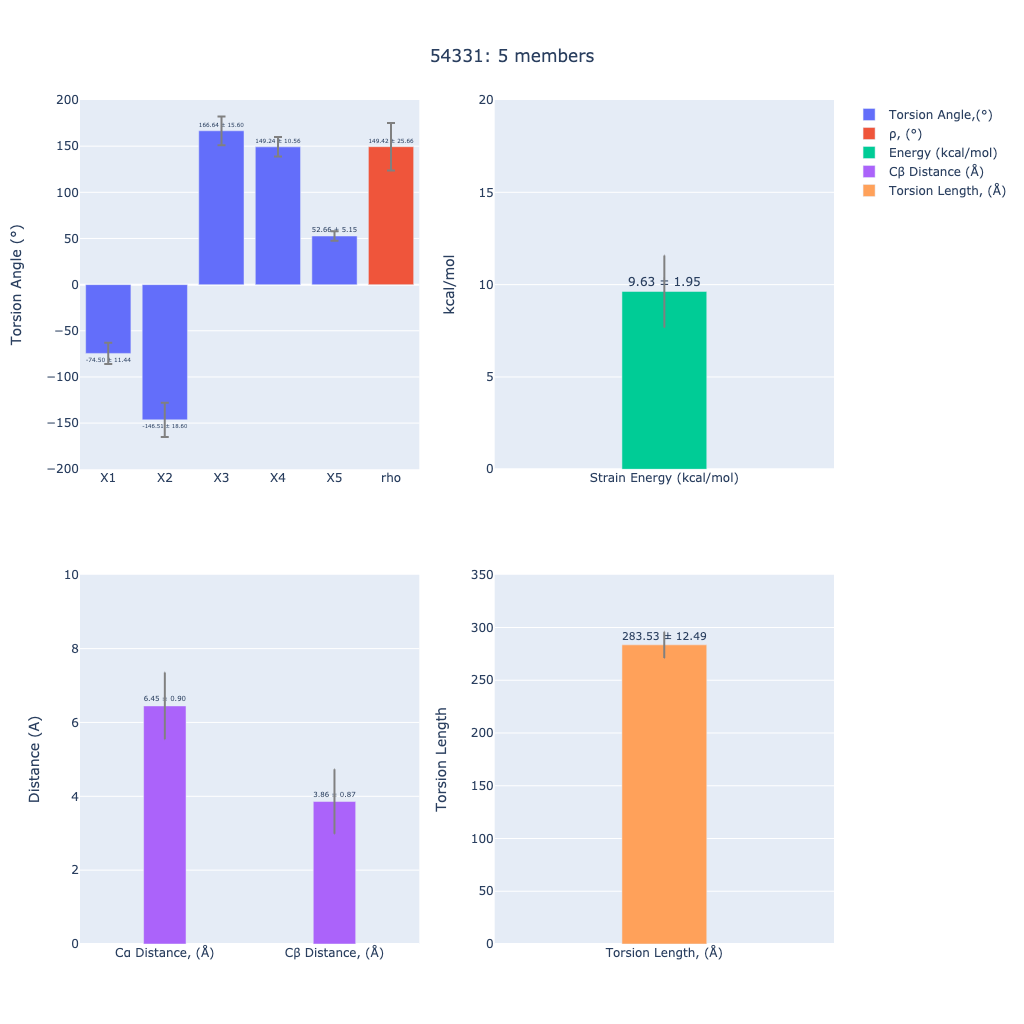 54331: 5 members
Torsion Angle (°)
200
150
100
50
0
−50
−100
−150
−200
-74.50 ± 11.44
-146.51 ± 18.60
166.64 ± 15.60
149.24 ± 10.56
52.66 ± 5.15
149.42 ± 25.66
X1 X2 X3 X4 X5 rho
kcal/mol
20
15
10
5
0
9.63 ± 1.95
Strain Energy (kcal/mol)
Torsion Angle,(°)
ρ, (°)
Energy (kcal/mol)
Cβ Distance (Å)
Torsion Length, (Å)
Distance (A)
10
8
6
4
2
0
6.45 ± 0.90
3.86 ± 0.87
Cα Distance, (Å) Cβ Distance, (Å)
Torsion Length
350
300
250
200
150
100
50
0
283.53 ± 12.49
Torsion Length, (Å)